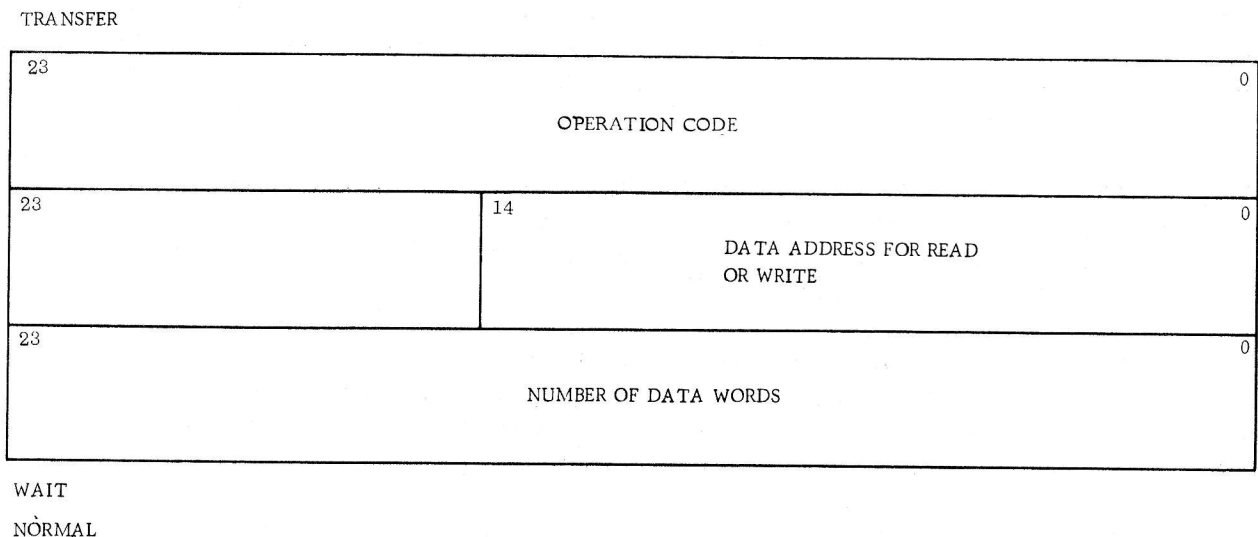 TRANSFER
23 0
OPERATION CODE
23 14 0
DATA ADDRESS FOR READ
OR WRITE
23 0
NUMBER OF DATA WORDS
WAIT
NORMAL